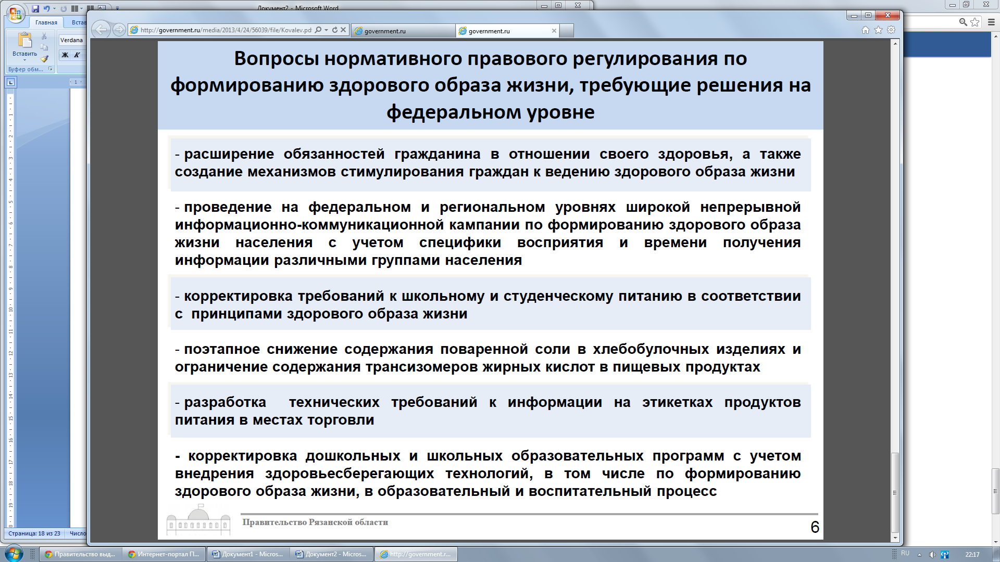 Документ2 - Microsoft Word
Главная Встав
Verdana
Вставить
Ж К
Буфер обм...
http://government.ru/media/2013/4/24/56039/file/Kovalev.pdf
government.ru
government.ru
Вопросы нормативного правового регулирования по
формированию здорового образа жизни, требующие решения на
федеральном уровне
- расширение обязанностей гражданина в отношении своего здоровья, а также
создание механизмов стимулирования граждан к ведению здорового образа жизни
- проведение на федеральном и региональном уровнях широкой непрерывной
информационно-коммуникационной кампании по формированию здорового образа
жизни населения с учетом специфики восприятия и времени получения
информации различными группами населения
- корректировка требований к школьному и студенческому питанию в соответствии
с принципами здорового образа жизни
- поэтапное снижение содержания поваренной соли в хлебобулочных изделиях и
ограничение содержания трансизомеров жирных кислот в пищевых продуктах
- разработка технических требований к информации на этикетках продуктов
питания в местах торговли
- корректировка дошкольных и школьных образовательных программ с учетом
внедрения здоровьесберегающих технологий, в том числе по формированию
здорового образа жизни, в образовательный и воспитательный процесс
Правительство Рязанской области
6
Страница: 18 из 23 Число
Правительство выд...
Интернет-портал П...
Документ1 - Micros...
Документ2 - Micros...
http://government.r...
RU
22:17